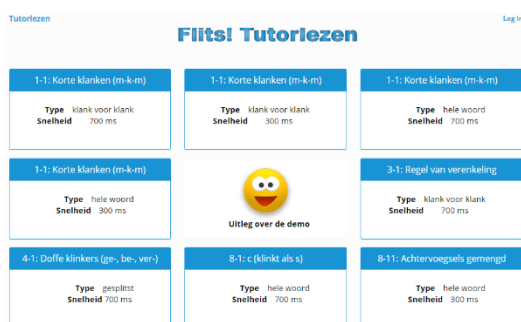 Tutorlezen
Log in
Flits! Tutorlezen
1-1: Korte klanken (m-k-m)
Type klank voor klank
Snelheid 700 ms
1-1: Korte klanken (m-k-m)
Type klank voor klank
Snelheid 300 ms
1-1: Korte klanken (m-k-m)
Type hele woord
Snelheid 700 ms
1-1: Korte klanken (m-k-m)
Type hele woord
Snelheid 300 ms
Uitleg over de demo
3-1: Regel van verenkeling
Type klank voor klank
Snelheid 700 ms
4-1: Doffe klinkers (ge-, be-, ver-)
Type gesplitst
Snelheid 700 ms
8-1: c (klinkt als s)
Type hele woord
Snelheid 700 ms
8-11: Achtervoegsels gemengd
Type hele woord
Snelheid 300 ms